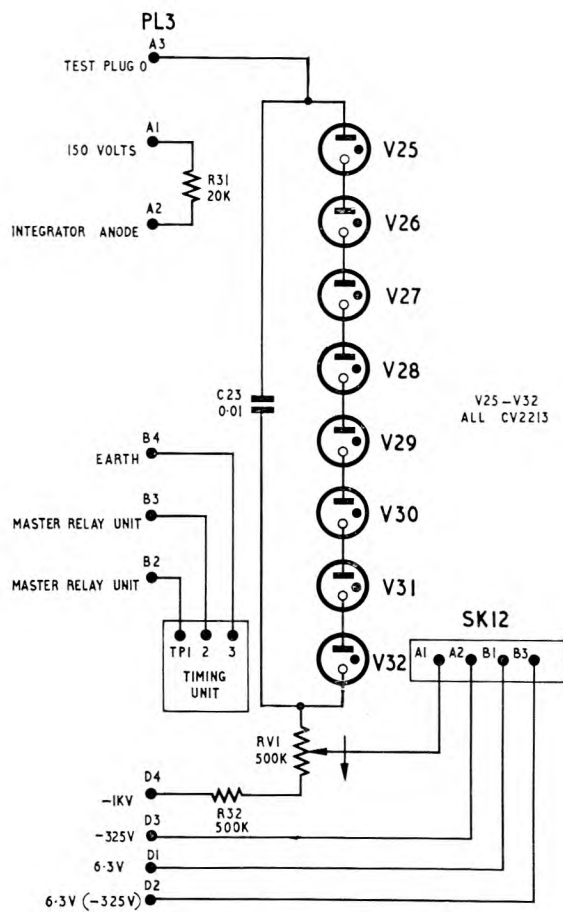 PL3
A3
TEST PLUG O
A1
150 VOLTS
R31
20K
A2
INTEGRATOR ANODE
V25
V26
V27
V28
C23
0·01
V25-V32
ALL CV2213
V29
B4
EARTH
V30
B3
MASTER RELAY UNIT
B2
MASTER RELAY UNIT
V31
SK12
TP1 2 3
TIMING
UNIT
V32
A1 A2 B1 B3
RV1
500K
D4
-1KV
R32
500K
D3
-325V
D1
6·3V
D2
6·3V (-325V)